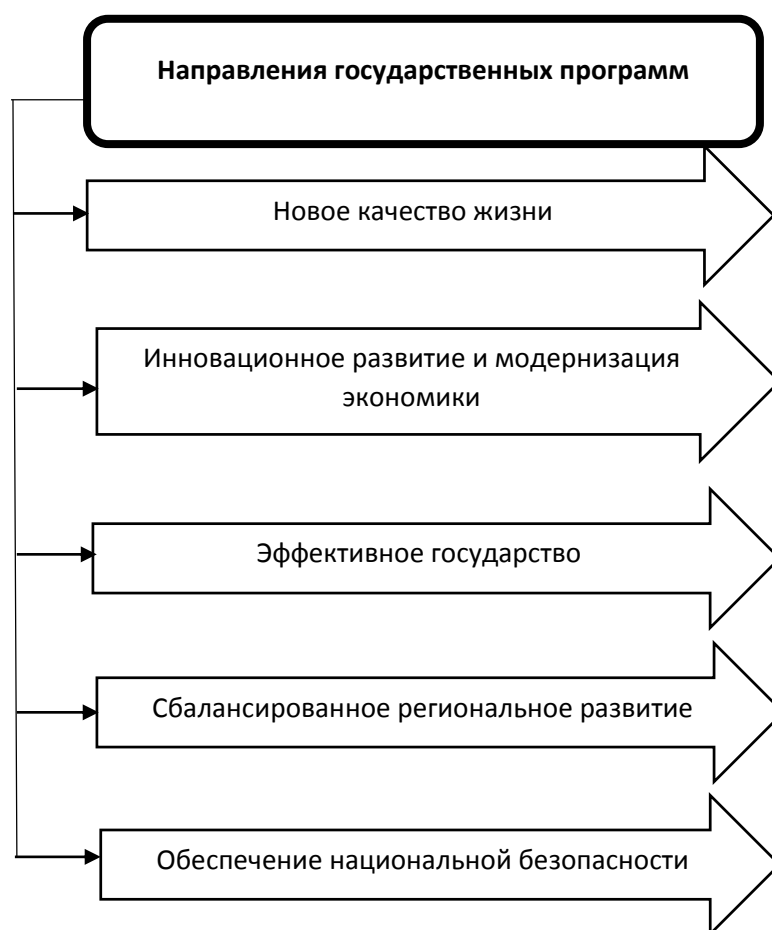 Направления государственных программ
Новое качество жизни
Инновационное развитие и модернизация
экономики
Эффективное государство
Сбалансированное региональное развитие
Обеспечение национальной безопасности